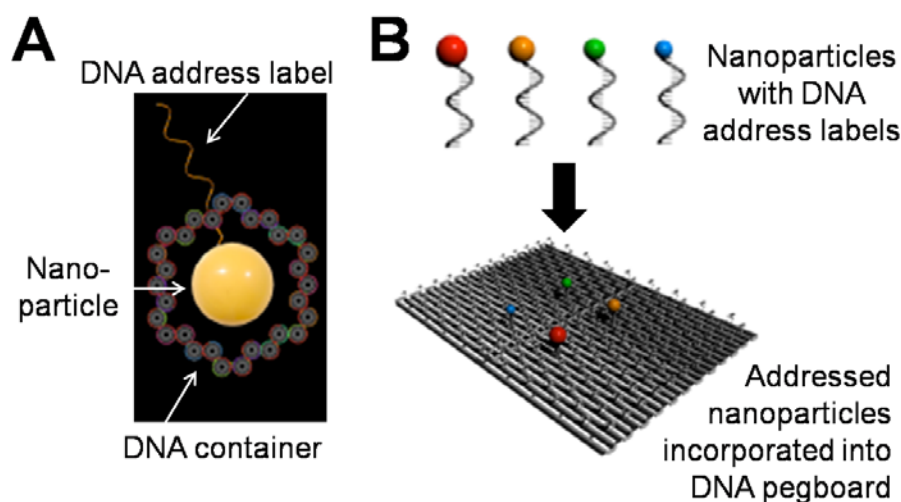 A
DNA address label
Nano-
particle
DNA container
B
Nanoparticles
with DNA
address labels
Addressed
nanoparticles
incorporated into
DNA pegboard